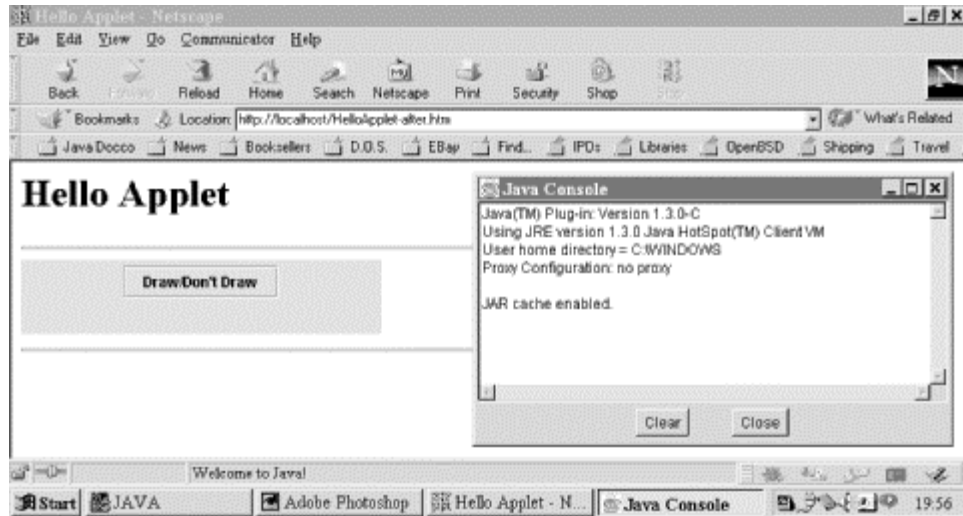 Hello Applet - Netscape
File Edit View Go Communicator Help
Back Forward Reload Home Search Netscape Print Security Shop Stop
Bookmarks Location: http://localhost/HelloApplet-after.htm What's Related
Java Docco News Booksellers D.O.S. EBay Find... IPOs Libraries OpenBSD Shipping Travel
Hello Applet
Draw/Don't Draw
Java Console
Java(TM) Plug-in: Version 1.3.0-C
Using JRE version 1.3.0 Java HotSpot(TM) Client VM
User home directory = C:\WINDOWS
Proxy Configuration: no proxy
JAR cache enabled.
Clear Close
Welcome to Java!
Start JAVA Adobe Photoshop Hello Applet - N... Java Console 19:56